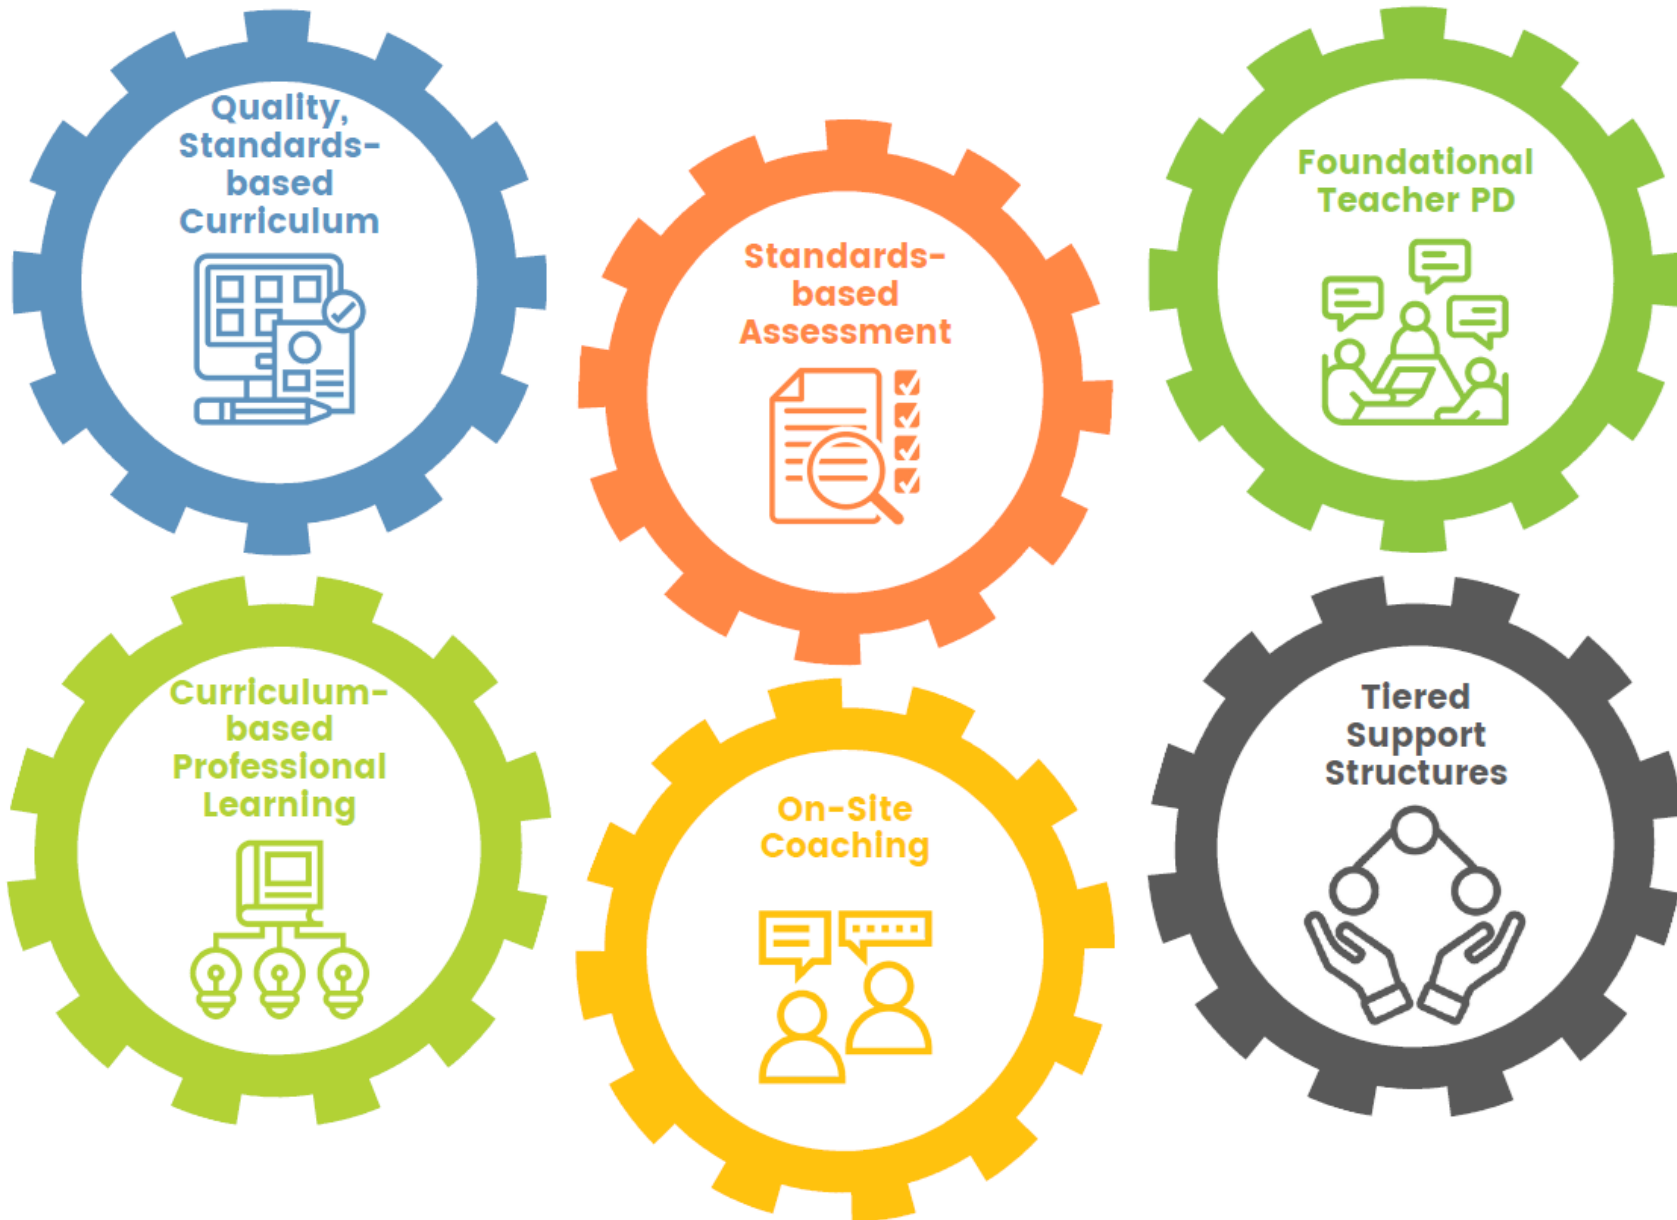 Quality,
Standards-
based
Curriculum
Standards-
based
Assessment
Foundational
Teacher PD
Curriculum-
based
Professional
Learning
On-Site
Coaching
Tiered
Support
Structures